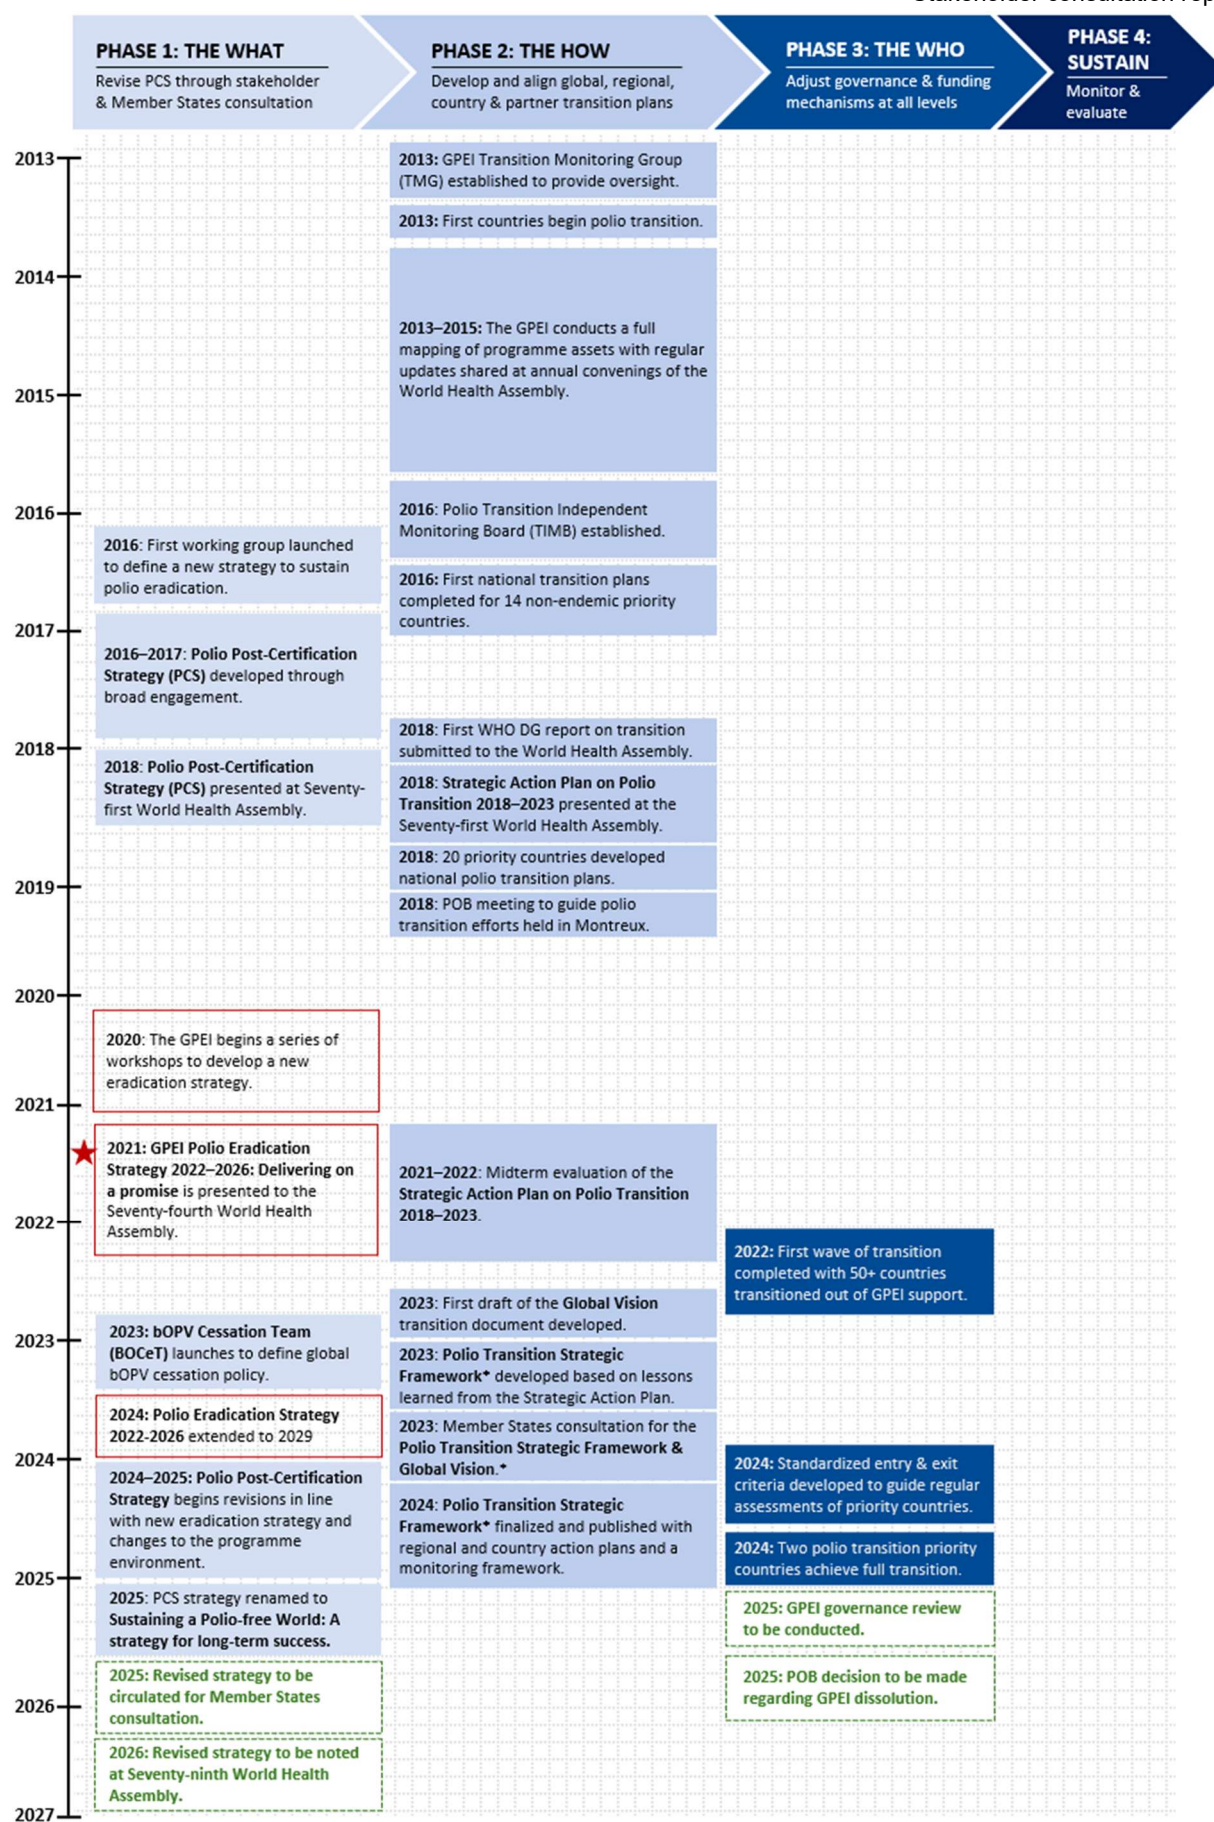 Stakeholder consultation rep
PHASE 1: THE WHAT
Revise PCS through stakeholder
& Member States consultation
PHASE 2: THE HOW
Develop and align global, regional,
country & partner transition plans
PHASE 3: THE WHO
Adjust governance & funding
mechanisms at all levels
PHASE 4:
SUSTAIN
Monitor &
evaluate
2013
2014
2015
2016
2017
2018
2019
2020
2021
2022
2023
2024
2025
2026
2027
2016: First working group launched
to define a new strategy to sustain
polio eradication.
2016–2017: Polio Post-Certification
Strategy (PCS) developed through
broad engagement.
2018: Polio Post-Certification
Strategy (PCS) presented at Seventy-
first World Health Assembly.
2020: The GPEI begins a series of
workshops to develop a new
eradication strategy.
2021: GPEI Polio Eradication
Strategy 2022–2026: Delivering on
a promise is presented to the
Seventy-fourth World Health
Assembly.
2023: bOPV Cessation Team
(BOCeT) launches to define global
bOPV cessation policy.
2024: Polio Eradication Strategy
2022-2026 extended to 2029
2024–2025: Polio Post-Certification
Strategy begins revisions in line
with new eradication strategy and
changes to the programme
environment.
2025: PCS strategy renamed to
Sustaining a Polio-free World: A
strategy for long-term success.
2025: Revised strategy to be
circulated for Member States
consultation.
2026: Revised strategy to be noted
at Seventy-ninth World Health
Assembly.
2013: GPEI Transition Monitoring Group
(TMG) established to provide oversight.
2013: First countries begin polio transition.
2013–2015: The GPEI conducts a full
mapping of programme assets with regular
updates shared at annual convenings of the
World Health Assembly.
2016: Polio Transition Independent
Monitoring Board (TIMB) established.
2016: First national transition plans
completed for 14 non-endemic priority
countries.
2018: First WHO DG report on transition
submitted to the World Health Assembly.
2018: Strategic Action Plan on Polio
Transition 2018–2023 presented at the
Seventy-first World Health Assembly.
2018: 20 priority countries developed
national polio transition plans.
2018: POB meeting to guide polio
transition efforts held in Montreux.
2021–2022: Midterm evaluation of the
Strategic Action Plan on Polio Transition
2018–2023.
2023: First draft of the Global Vision
transition document developed.
2023: Polio Transition Strategic
Framework* developed based on lessons
learned from the Strategic Action Plan.
2023: Member States consultation for the
Polio Transition Strategic Framework &
Global Vision.*
2024: Polio Transition Strategic
Framework* finalized and published with
regional and country action plans and a
monitoring framework.
2022: First wave of transition
completed with 50+ countries
transitioned out of GPEI support.
2024: Standardized entry & exit
criteria developed to guide regular
assessments of priority countries.
2024: Two polio transition priority
countries achieve full transition.
2025: GPEI governance review
to be conducted.
2025: POB decision to be made
regarding GPEI dissolution.